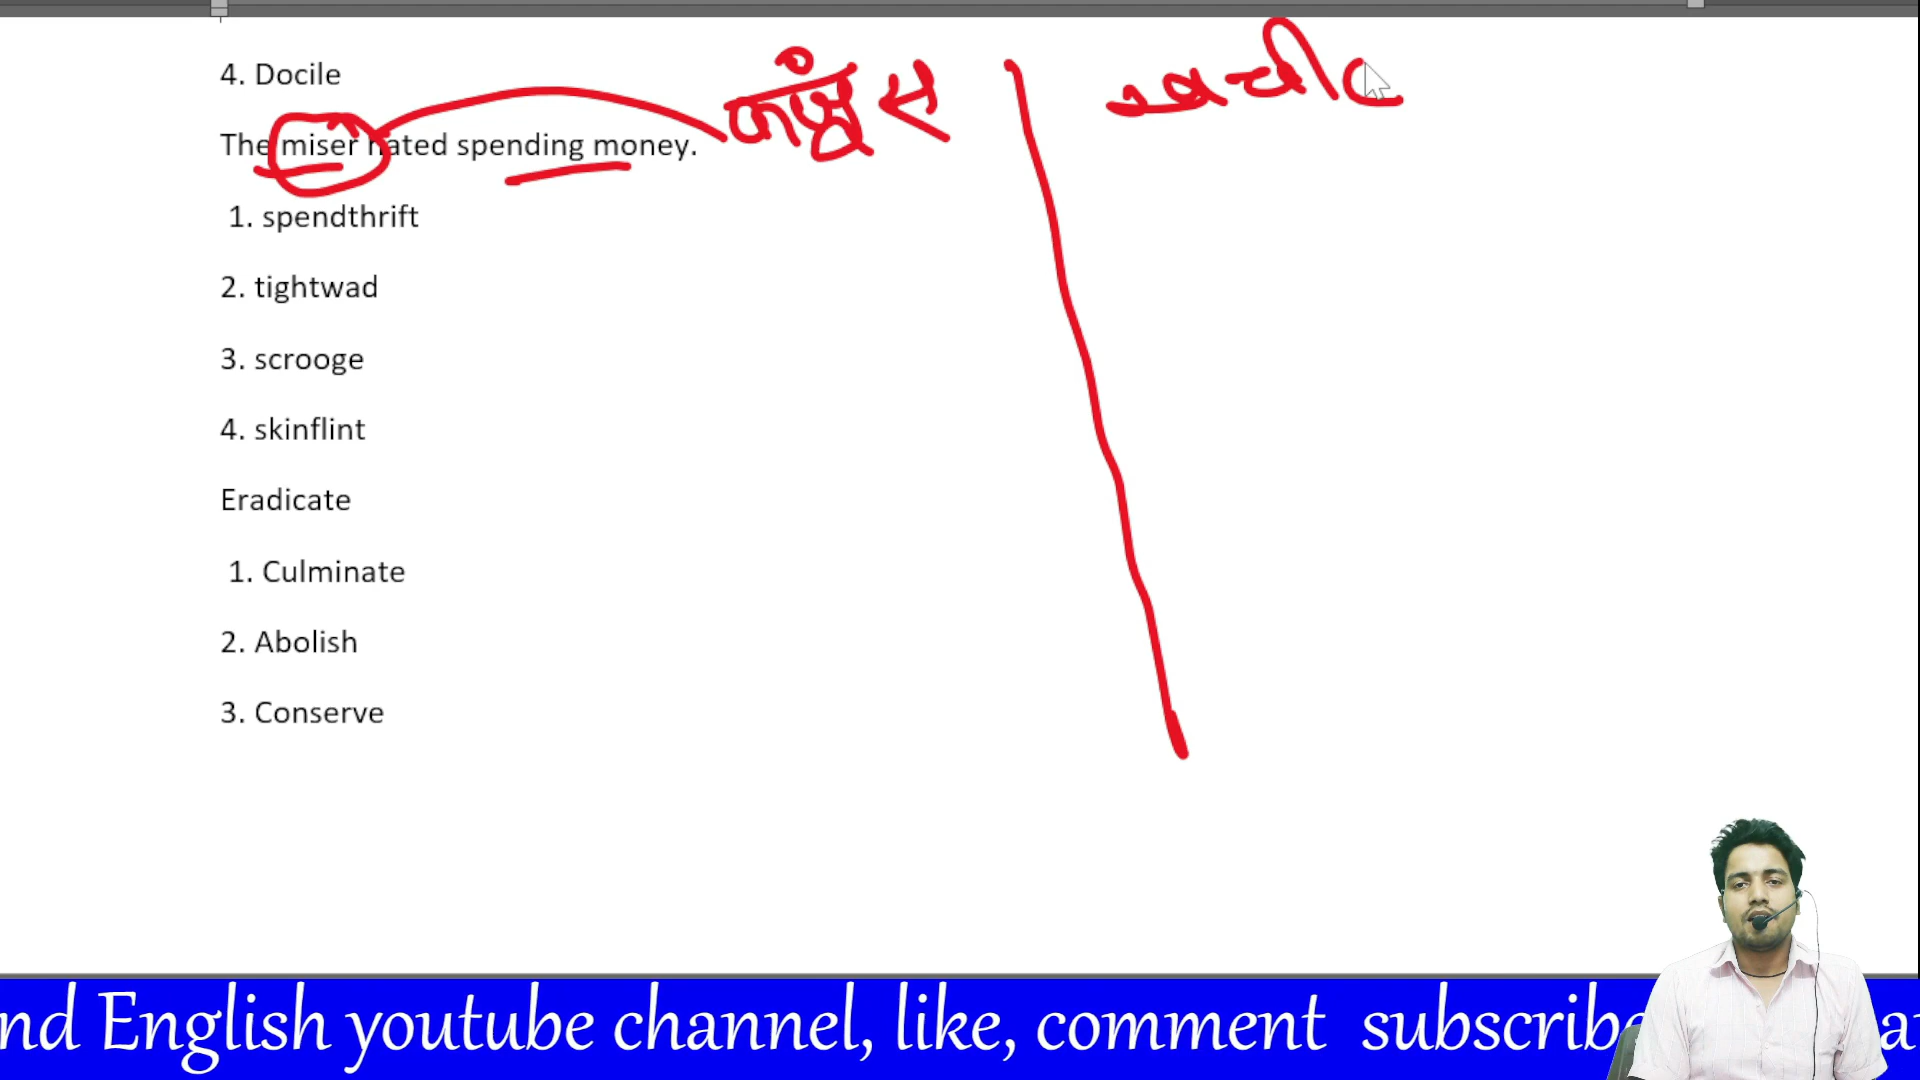 4. Docile
The miser hated spending money.
कंजूस
1. spendthrift
2. tightwad
3. scrooge
4. skinflint
Eradicate
1. Culminate
2. Abolish
3. Conserve
nd English youtube channel, like, comment subscribe